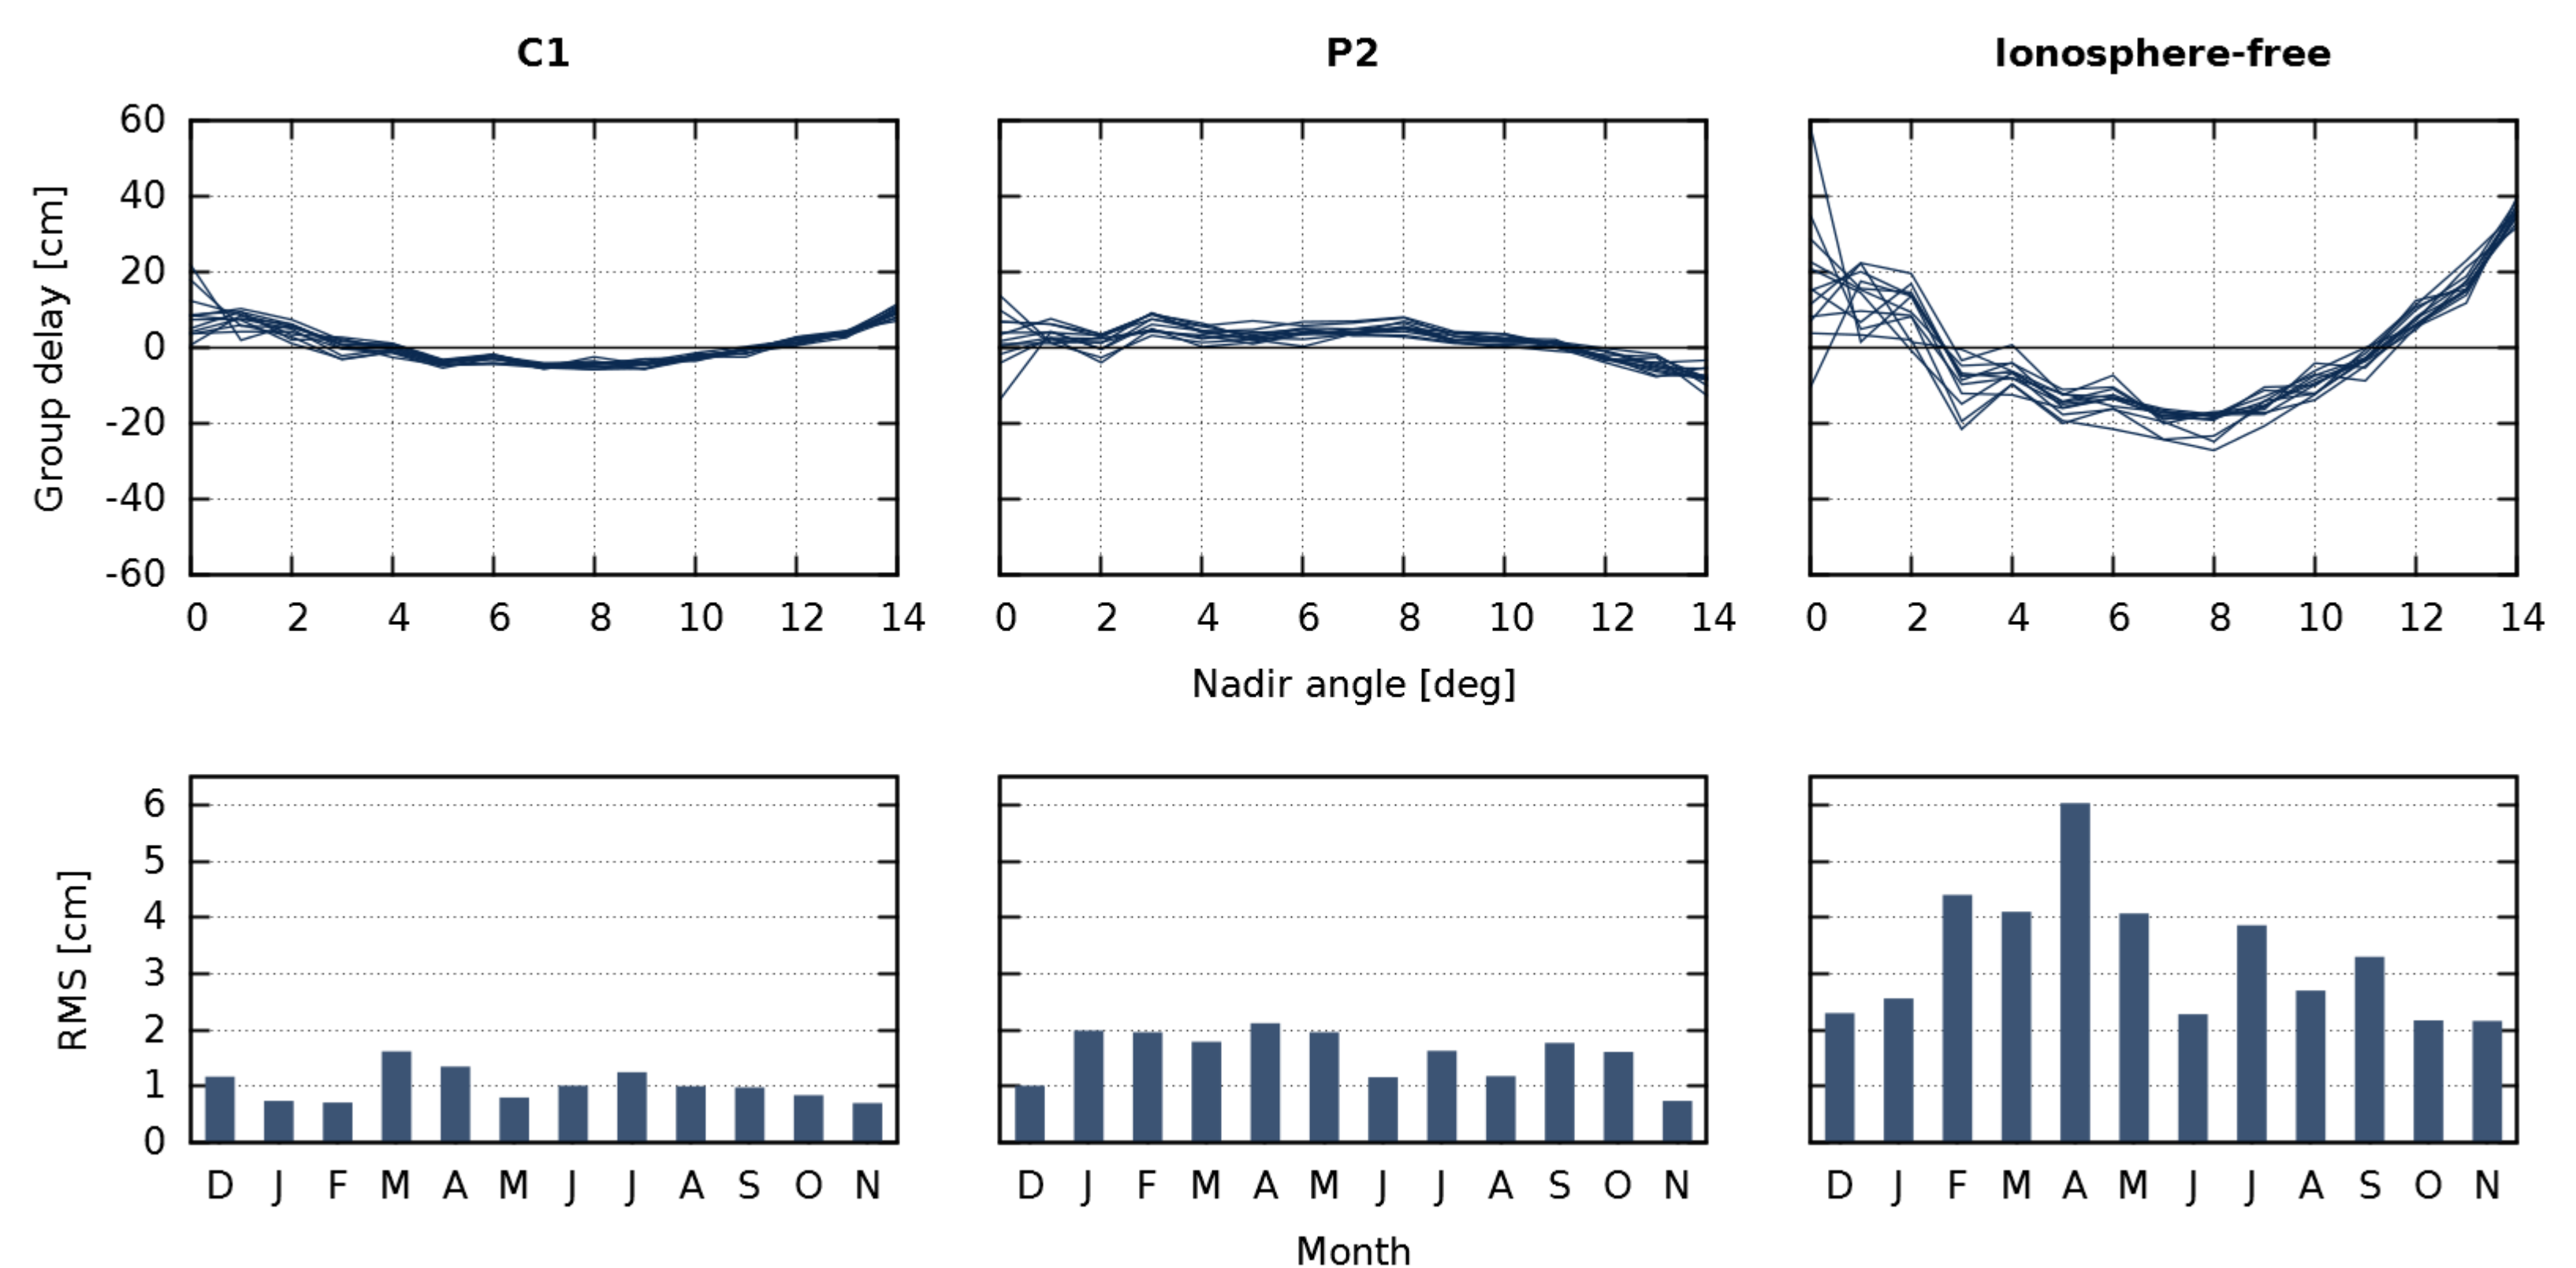 C1 P2 Ionosphere-free
Group delay [cm]
60
40
20
0
-20
-40
-60
0 2 4 6 8 10 12 14 0 2 4 6 8 10 12 14 0 2 4 6 8 10 12 14
Nadir angle [deg]
RMS [cm]
6
5
4
3
2
1
0
D J F M A M J J A S O N D J F M A M J J A S O N D J F M A M J J A S O N
Month